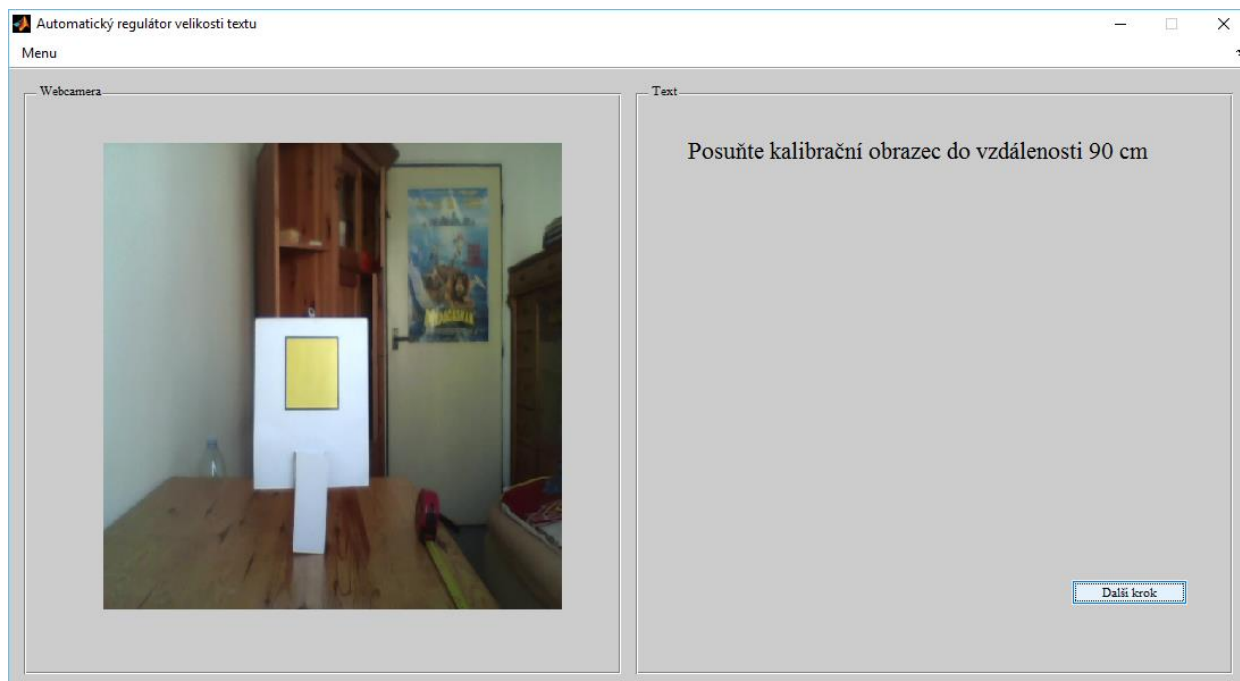 Automatický regulátor velikosti textu
Menu
Webcamera
Text
Posuňte kalibrační obrazec do vzdálenosti 90 cm
Další krok